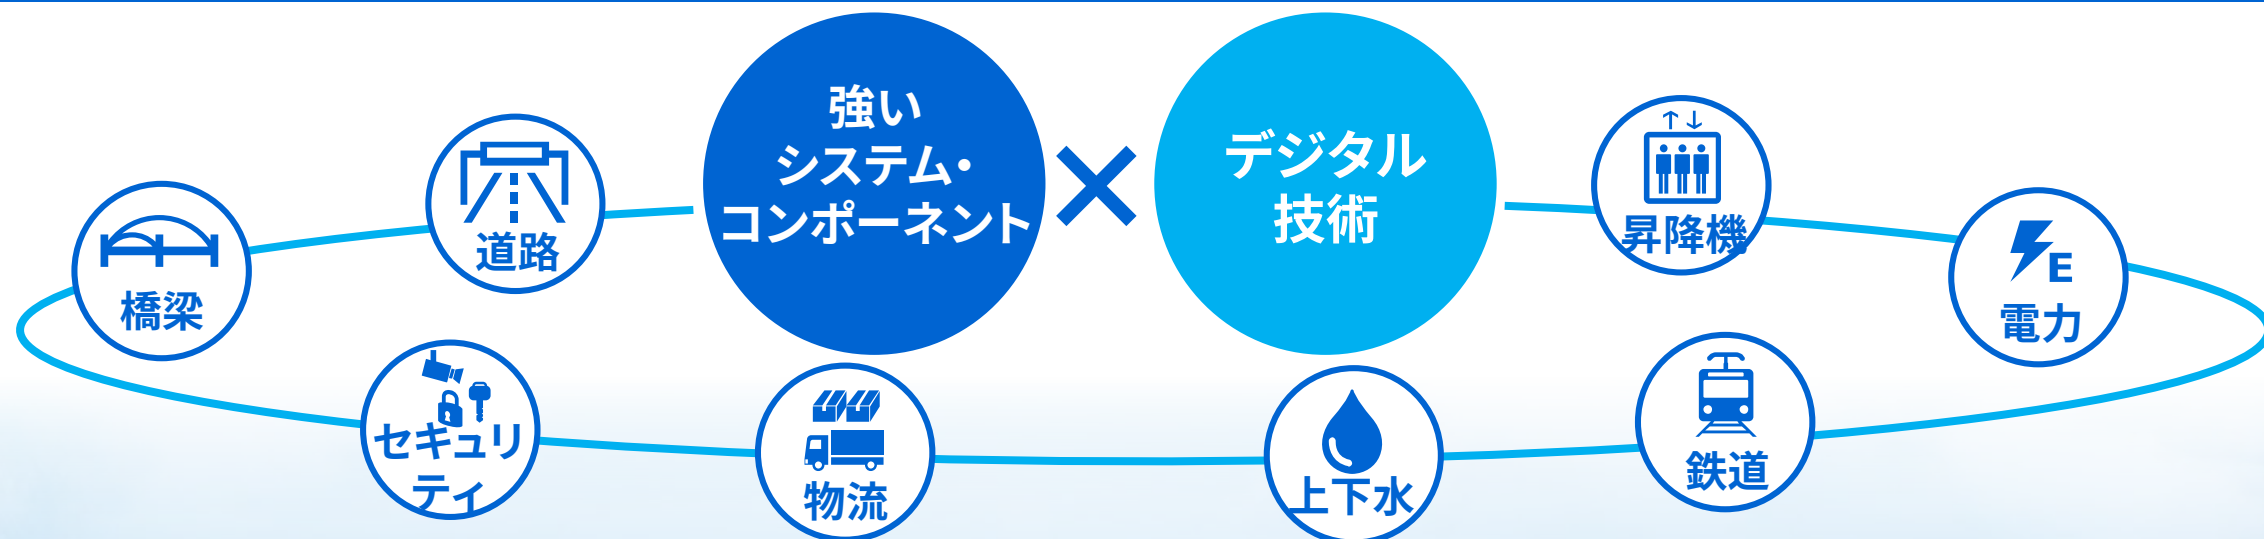 強い
システム・
コンポーネント
×
デジタル
技術
橋梁
道路
昇降機
E
電力
セキュリ
ティ
物流
上下水
鉄道